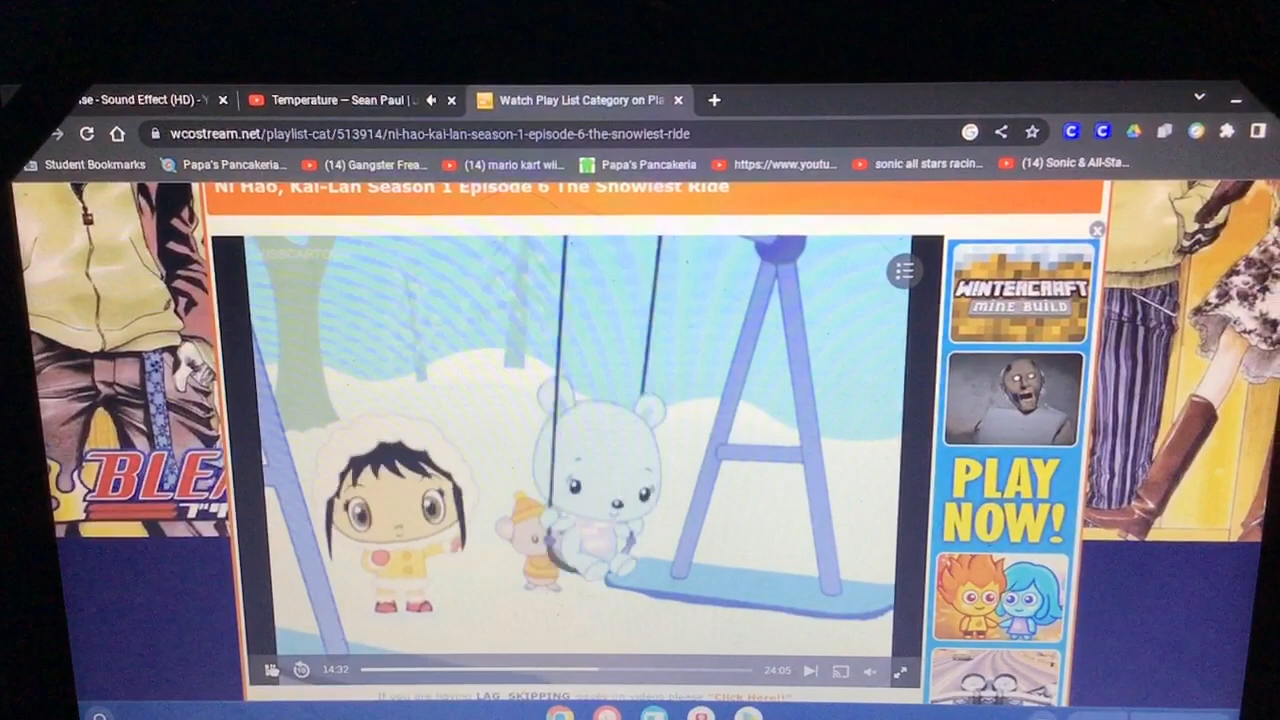 se - Sound Effect (HD) - Y
Temperature — Sean Paul |
Watch Play List Category on Pla
wcostream.net/playlist-cat/513914/ni-hao-kai-lan-season-1-episode-6-the-snowiest-ride
Student Bookmarks
Papa's Pancakeria...
(14) Gangster Frea...
(14) mario kart wii...
Papa's Pancakeria
https://www.youtu...
sonic all stars racin...
(14) Sonic & All-Sta...
Ni Hao, Kai-Lan Season 1 Episode 6 The Snowiest Ride
WINTERCRAFT
MINE BUILD
PLAY
NOW!
BLEA
ブリ
10
14:32
24:05
If you are having LAG, SKIPPING on videos please "Click Here!!"